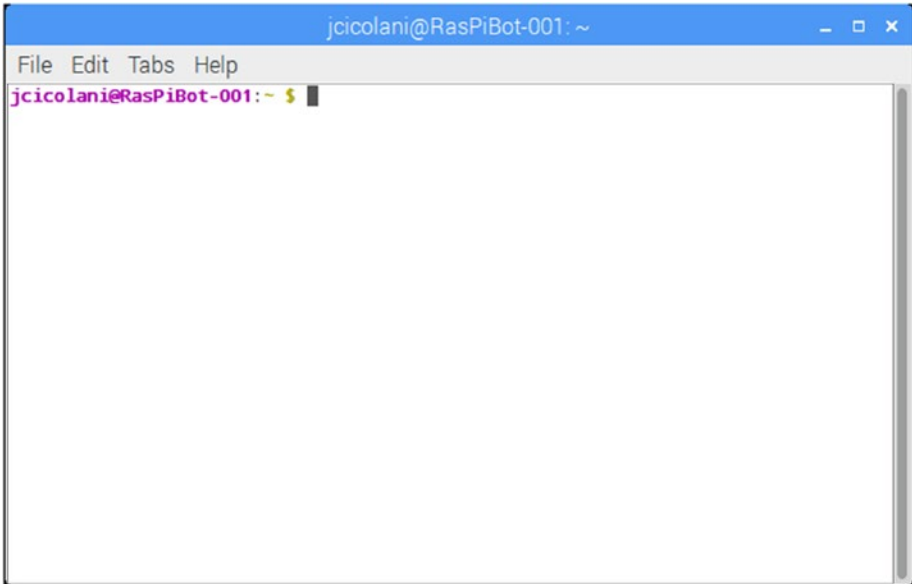 jcicolani@RasPiBot-001: ~
File Edit Tabs Help
jcicolani@RasPiBot-001:~ $